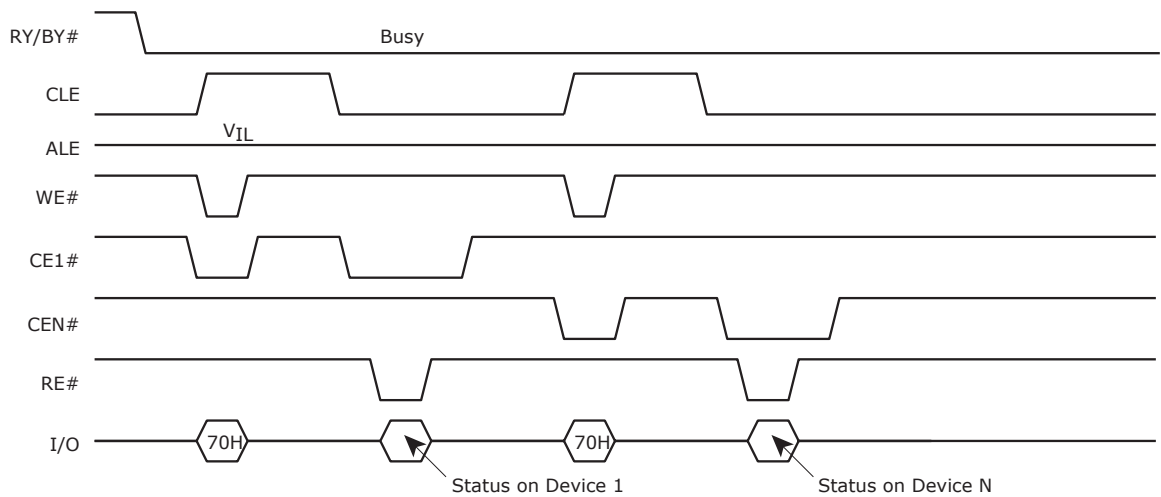 RY/BY#
Busy
CLE
VIL
ALE
WE#
CE1#
CEN#
RE#
I/O
70H
70H
Status on Device 1
Status on Device N